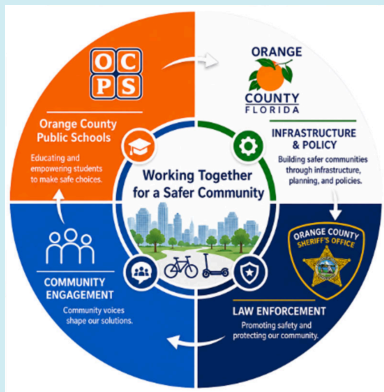 O C
P S
Orange County
Public Schools
Educating and
empowering students
to make safe choices.
ORANGE
COUNTY
FLORIDA
INFRASTRUCTURE
& POLICY
Building safer communities
through infrastructure,
planning, and policies.
Working Together
for a Safer Community
COMMUNITY
ENGAGEMENT
Community voices
shape our solutions.
ORANGE COUNTY
SHERIFF'S OFFICE
LAW ENFORCEMENT
Promoting safety and
protecting our community.